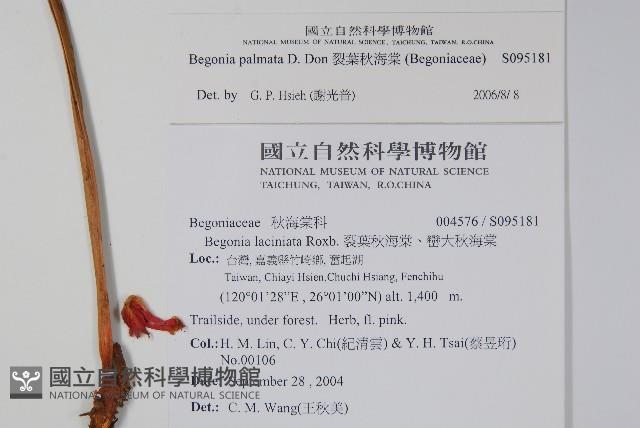 國立自然科學博物館
NATIONAL MUSEUM OF NATURAL SCIENCE, TAICHUNG, TAIWAN, R.O.CHINA
Begonia palmata D. Don 裂葉秋海棠 (Begoniaceae) S095181
Det. by G. P. Hsieh (謝光普) 2006/8/ 8
國立自然科學博物館
NATIONAL MUSEUM OF NATURAL SCIENCE
TAICHUNG, TAIWAN, R.O.CHINA
Begoniaceae 秋海棠科 004576 / S095181
Begonia laciniata Roxb. 裂葉秋海棠、巒大秋海棠
Loc.: 台灣, 嘉義縣竹崎鄉, 奮起湖
Taiwan, Chiayi Hsien,Chuchi Hsiang, Fenchihu
(120°01'28"E , 26°01'00"N) alt. 1,400 m.
Trailside, under forest. Herb, fl. pink.
Col.: H. M. Lin, C. Y. Chi(紀清雲) & Y. H. Tsai(蔡昱珩)
No.00106
Date: September 28 , 2004
Det.: C. M. Wang(王秋美)
國立自然科學博物館
NATIONAL MUSEUM OF NATURAL SCIENCE